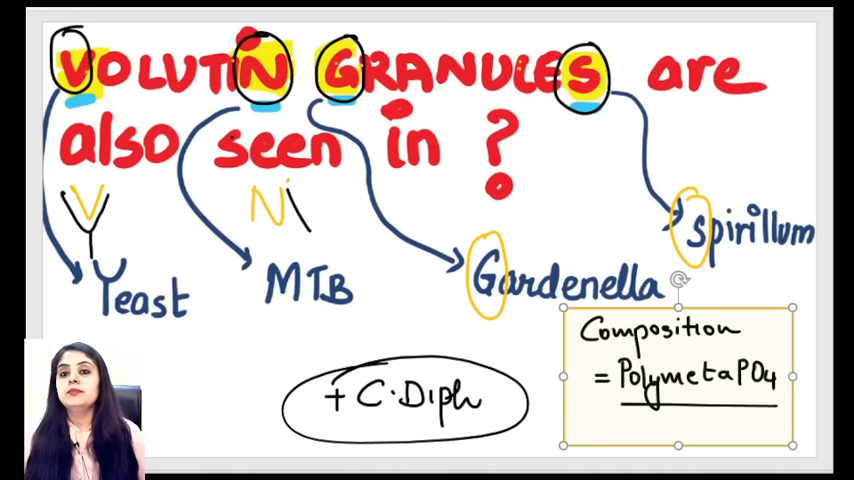 VOLUTIN GRANULES are
also seen in ?
V
Ni
Yeast
MTB
Gardenella
Spirillum
Composition
= PolymetaPO4
+ C.Diph